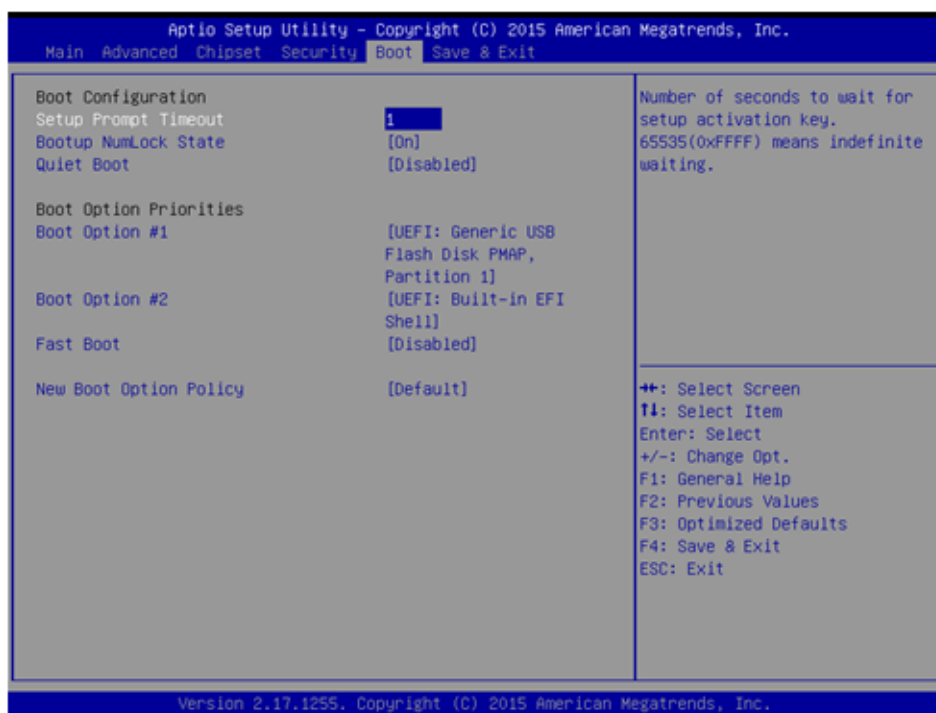 Aptio Setup Utility – Copyright (C) 2015 American Megatrends, Inc.
Main Advanced Chipset Security Boot Save & Exit
Boot Configuration
Setup Prompt Timeout 1
Bootup NumLock State [On]
Quiet Boot [Disabled]
Boot Option Priorities
Boot Option #1 [UEFI: Generic USB
Flash Disk PMAP,
Partition 1]
Boot Option #2 [UEFI: Built-in EFI
Shell]
Fast Boot [Disabled]
New Boot Option Policy [Default]
Number of seconds to wait for
setup activation key.
65535(0xFFFF) means indefinite
waiting.
→←: Select Screen
↑↓: Select Item
Enter: Select
+/-: Change Opt.
F1: General Help
F2: Previous Values
F3: Optimized Defaults
F4: Save & Exit
ESC: Exit
Version 2.17.1255. Copyright (C) 2015 American Megatrends, Inc.